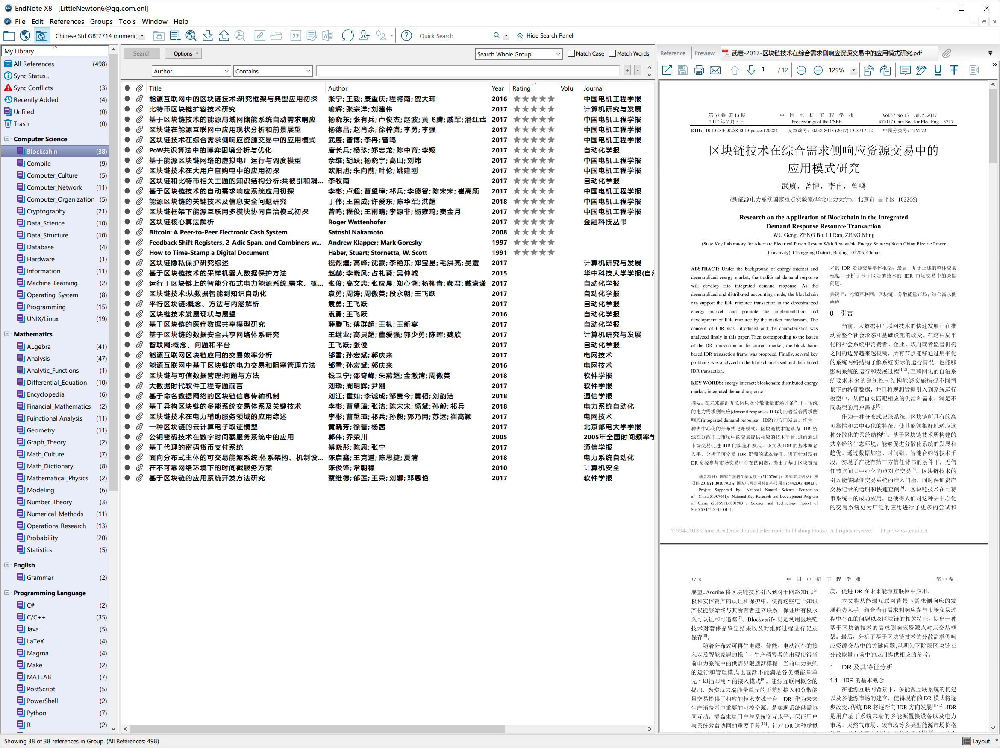 EndNote X8 - [LittleNewton6@qq.com.enl]
File Edit References Groups Tools Window Help
Chinese Std GBT7714 (numeric) Quick Search Hide Search Panel
My Library
All References (498)
Sync Status...
Sync Conflicts (3)
Recently Added (4)
Unfiled (0)
Trash (0)
Computer Science
Blockcahin (38)
Compile (9)
Computer_Culture (5)
Computer_Network (11)
Computer_Organization (5)
Cryptography (21)
Data_Science (10)
Data_Structure (10)
Database (4)
Hardware (1)
Information (11)
Machine_Learning (2)
Operating_System (8)
Programming (15)
UNIX/Linux (19)
Mathematics
ALgebra (41)
Analysis (47)
Analytic_Functions (1)
Differential_Equation (10)
Encyclopedia (6)
Financial_Mathematics (2)
Fuinctional Analysis (11)
Geometry (11)
Graph_Theory (2)
Math_Culture (7)
Math_Dictionary (8)
Mathematical_Physics (2)
Modeling (6)
Number_Theory (3)
Numerical_Methods (11)
Operations_Research (13)
Probability (20)
Statistics (5)
English
Grammar (2)
Programming Language
C# (2)
C/C++ (35)
Java (5)
LaTeX (4)
Magma (4)
Make (2)
MATLAB (7)
PostScript (5)
PowerShell (2)
Python (7)
R (2)
Search Options Search Whole Group Match Case Match Words
Author Contains + -
Title Author Year Rating Volu Journal
能源互联网中的区块链技术:研究框架与典型应用初探 张宁; 王毅; 康重庆; 程将南; 贺大玮 2016 ★★★★★ 中国电机工程学报
比特币区块链扩容技术研究 喻辉; 张宗洋; 刘建伟 2017 ★★★★★ 计算机研究与发展
基于区块链技术的能源局域网储能系统自动需求响应 杨晓东; 张有兵; 卢俊杰; 赵波; 黄飞腾; 戚军; 潘红武 2017 ★★★★★ 中国电机工程学报
区块链在能源互联网中应用现状分析和前景展望 杨德昌; 赵肖余; 徐梓潇; 李勇; 李强 2017 ★★★★★ 中国电机工程学报
区块链技术在综合需求侧响应资源交易中的应用模式 武赓; 曾博; 李冉; 曾鸣 2017 ★★★★★ 中国电机工程学报
PoW共识算法中的博弈困境分析与优化 唐长兵; 杨珍; 郑忠龙; 陈中育; 李翔 2017 ★★★★★ 自动化学报
基于能源区块链网络的虚拟电厂运行与调度模型 佘维; 胡跃; 杨晓宇; 高山; 刘炜 2017 ★★★★★ 中国电机工程学报
区块链技术在大用户直购电中的应用初探 欧阳旭; 朱向前; 叶伦; 姚建刚 2017 ★★★★★ 中国电机工程学报
区块链和比特币相关主题的知识结构分析:共被引和耦... 李牧南 2017 ★★★★★ 自动化学报
基于区块链技术的自动需求响应系统应用初探 李彬; 卢超; 曹望璋; 祁兵; 李德智; 陈宋宋; 崔高颖 2017 ★★★★★ 中国电机工程学报
能源区块链的关键技术及信息安全问题研究 丁伟; 王国成; 许爱东; 陈华军; 洪超 2018 ★★★★★ 中国电机工程学报
区块链框架下能源互联网多模块协同自治模式初探 曾鸣; 程俊; 王雨晴; 李源非; 杨雍琦; 窦金月 2017 ★★★★★ 中国电机工程学报
区块链核心算法解析 Roger Wattenhofer 2017 ★★★★★ 金融科技丛书
Bitcoin: A Peer-to-Peer Electronic Cash System Satoshi Nakamoto 2008 ★★★★★
Feedback Shift Registers, 2-Adic Span, and Combiners w... Andrew Klapper; Mark Goresky 1997 ★★★★★
How to Time-Stamp a Digital Document Haber, Stuart; Stornetta, W. Scott 1991 ★★★★★
区块链隐私保护研究综述 祝烈煌; 高峰; 沈蒙; 李艳东; 郑宝昆; 毛洪亮; 吴震 2017 计算机研究与发展
基于区块链技术的采样机器人数据保护方法 赵赫; 李晓风; 占礼葵; 吴仲城 2015 华中科技大学学报(自然
运行于区块链上的智能分布式电力能源系统:需求、概... 张俊; 高文忠; 张应晨; 郑心湖; 杨柳青; 郝君; 戴潇潇 2017 自动化学报
区块链技术:从数据智能到知识自动化 袁勇; 周涛; 周傲英; 段永朝; 王飞跃 2017 自动化学报
平行区块链:概念、方法与内涵解析 袁勇; 王飞跃 2017 自动化学报
区块链技术发展现状与展望 袁勇; 王飞跃 2016 自动化学报
基于区块链的医疗数据共享模型研究 薛腾飞; 傅群超; 王枞; 王新宴 2017 自动化学报
基于区块链的数据安全共享网络体系研究 王继业; 高灵超; 董爱强; 郭少勇; 陈晖; 魏欣 2017 计算机研究与发展
智联网:概念、问题和平台 王飞跃; 张俊 2017 自动化学报
能源互联网区块链应用的交易效率分析 邰雪; 孙宏斌; 郭庆来 2017 电网技术
能源互联网中基于区块链的电力交易和阻塞管理方法 邰雪; 孙宏斌; 郭庆来 2016 电网技术
区块链与可信数据管理:问题与方法 钱卫宁; 邵奇峰; 朱燕超; 金澈清; 周傲英 2018 软件学报
大数据时代软件工程专题前言 刘璘; 周明辉; 尹刚 2017 软件学报
基于命名数据网络的区块链信息传输机制 刘江; 霍如; 李诚成; 邹贵今; 黄韬; 刘韵洁 2018 通信学报
基于异构区块链的多能系统交易体系及关键技术 李彬; 曹望璋; 张洁; 陈宋宋; 杨斌; 孙毅; 祁兵 2018 电力系统自动化
区块链技术在电力辅助服务领域的应用综述 李彬; 曹望璋; 祁兵; 孙毅; 郭乃网; 苏运; 崔高颖 2017 电网技术
一种区块链的云计算电子取证模型 黄晓芳; 徐蕾; 杨茜 2017 北京邮电大学学报
公钥密码技术在数字时间戳服务系统中的应用 郭伟; 乔荣川 2005 2005年全国时间频率学
基于代理的密码货币支付系统 傅晓彤; 陈思; 张宁 2017 通信学报
面向分布式主体的可交易能源系统:体系架构、机制设... 陈启鑫; 王克道; 陈思捷; 夏清 2018 电力系统自动化
在不可靠网络环境下的时间戳服务方案 陈俊锋; 常朝稳 2010 计算机安全
基于区块链的应用系统开发方法研究 蔡维德; 郁莲; 王荣; 刘娜; 邓恩艳 2017 软件学报
Reference Preview 武赓-2017-区块链技术在综合需求侧响应资源交易中的应用模式研究.pdf
1 / 12 129%
第 37 卷 第 13 期 中 国 电 机 工 程 学 报 Vol.37 No.13 Jul. 5, 2017
2017 年 7 月 5 日 Proceedings of the CSEE ©2017 Chin.Soc.for Elec.Eng. 3717
DOI: 10.13334/j.0258-8013.pcsee.170284 文章编号: 0258-8013 (2017) 13-3717-12 中图分类号: TM 72
区块链技术在综合需求侧响应资源交易中的
应用模式研究
武赓，曾博，李冉，曾鸣
(新能源电力系统国家重点实验室(华北电力大学)，北京市 昌平区 102206)
Research on the Application of Blockchain in the Integrated
Demand Response Resource Transaction
WU Geng, ZENG Bo, LI Ran, ZENG Ming
(State Key Laboratory for Alternate Electrical Power System With Renewable Energy Sources(North China Electric Power
University), Changping District, Beijing 102206, China)
ABSTRACT: Under the background of energy internet and
decentralized energy market, the traditional demand response
will develop into integrated demand response. As the
decentralized and distributed accounting mode, the blockchain
can support the IDR resource transaction in the decentralized
energy market, and promote the implementation and
development of IDR resource by the market mechanism. The
concept of IDR was introduced and the characteristics was
analyzed firstly in this paper. Then corresponding to the issues
of the DR transaction in the current market, the blockchain-
based IDR transaction frame was proposed. Finally, several key
problems was analyzed in the blockchain-based and distributed
IDR transaction.
KEY WORDS: energy internet; blockchain; distributed energy
market; integrated demand response
摘要：在未来能源互联网以及分散能量市场的条件下，传统
的电力需求侧响应(demand response, DR)将向着综合需求侧
响应(integrated demand response，IDR)的方向发展。作为一
种去中心化的分布式记账模式，区块链技术能够为 IDR 资
源在分散电力市场中的交易提供相应的技术平台，进而通过
市场交易促进 IDR 的实施和发展。该文从 IDR 的基本概念
入手，分析了可交易 IDR 资源的基本特征，进而针对现有
DR 资源参与市场交易中存在的问题，提出了基于区块链技
基金项目：国家自然科学基金项目(51507061)；国家重点研发计划
项目(2016YFB0101903)；国家电网公司总部科技项目(5442DG140013)。
Project Supported by National Natural Science Foundation
of China(51507061); National Key Research and Development Program
of China (2016YFB0101903); Science and Technology Project of
SGCC(5442DG140013).
术的 IDR 资源交易整体框架；最后，基于上述的整体交易
框架，分析了基于区块链技术的 IDR 市场交易中的关键
问题。
关键词：能源互联网；区块链；分散能量市场；综合需求侧
响应
0 引言
当前，大数据和互联网技术的快速发展正在推
动着整个社会形态和基础设施的改变。在这种扁平
化的社会系统中消费者、企业、政府或者监管机构
之间的边界越来越模糊，所有节点能够通过扁平化
的系统网络结构了解系统实际的运行情况，也能够
影响系统的运行和发展过程[1-2]。互联网化的自治系
统要求未来的系统控制结构能够实施捕捉不同情
景下的特征数据，并且将观测数据引入到系统运行
模型中，从而自动匹配相应的供给和需求，满足不
同类型的用户需求[3]。
作为一种分布式记账系统，区块链所具有的高
可靠性和去中心化的特征，使其能够很好地适应这
种分散化的系统结构[4]。基于区块链技术所构建的
共享经济生态环境，能够促进分散化系统的发展和
趋优。通过数据加密、时间戳、智能合约等技术手
段，实现了在没有第三方信任背书的条件下，无信
任节点间去中心化的点对点交易[5]。区块链技术的
引入能够降低交易系统的准入门槛，同时保证资产
交易记录的透明和快速查阅[6]。区块链技术在比特
币系统中的成功应用，也使得人们对这种去中心化
的交易系统更为广泛的应用进行了更多的尝试和
?1994-2018 China Academic Journal Electronic Publishing House. All rights reserved. http://www.cnki.net
3718 中 国 电 机 工 程 学 报 第 37 卷
展望。Ascribe 将区块链技术引入到对于网络知识产
权和实体资产的认证和保护中，使得这些电子知识
产权能够始终与其所有者建立联系，保证所有权永
久可认证和可追踪[7]。Blockverify 则是利用区块链
技术对奢侈品鉴定结果以及对维修过程进行记录
保存[8]。
随着分布式可再生电源、储能、电动汽车的接
入以及智能家居的推广，生产消费者的出现使得当
前电力系统中的供需界限逐渐模糊，当前电力系统
的运行和管理模式也逐渐不能满足各类型能量单
元“即插即用”的接入模式[9]。能源互联网概念的
提出，为实现末端能量单元的无差别接入和分散能
量交易提供了相应的技术支撑平台，DR 作为未来
生产消费者中重要的可控资源，是实现系统供需协
同互动，提高末端用户与系统交互水平，保证用户
与系统效益协同的重要手段[10]。针对 DR 这种虚拟
度，促进 DR 在未来能源互联网中应用。
本文将从能源互联网背景下需求侧响应的发
展趋势入手，结合当前需求侧响应参与市场交易过
程中存在的问题以及区块链的相关特征，提出一种
基于区块链技术的需求侧响应资源点对点交易框
架。最后，分析了基于区块链技术的分散需求侧响
应资源交易中的关键问题,以期为下阶段区块链在
分散能量市场中的应用提供相应的参考。
1 IDR 及其特征分析
1.1 IDR 的基本概念
在能源互联网背景下，多能源互联系统的构建
以及多能源市场的建立，使得现有的 DR 模式将逐
步改变,传统 DR 将逐渐向 IDR 方向发展[11-12]。IDR
是用户基于系统末端的多能源置换设备以及电力
市场、天然气市场、碳市场等多类型能源市场价格
Showing 38 of 38 references in Group. (All References: 498)
Layout